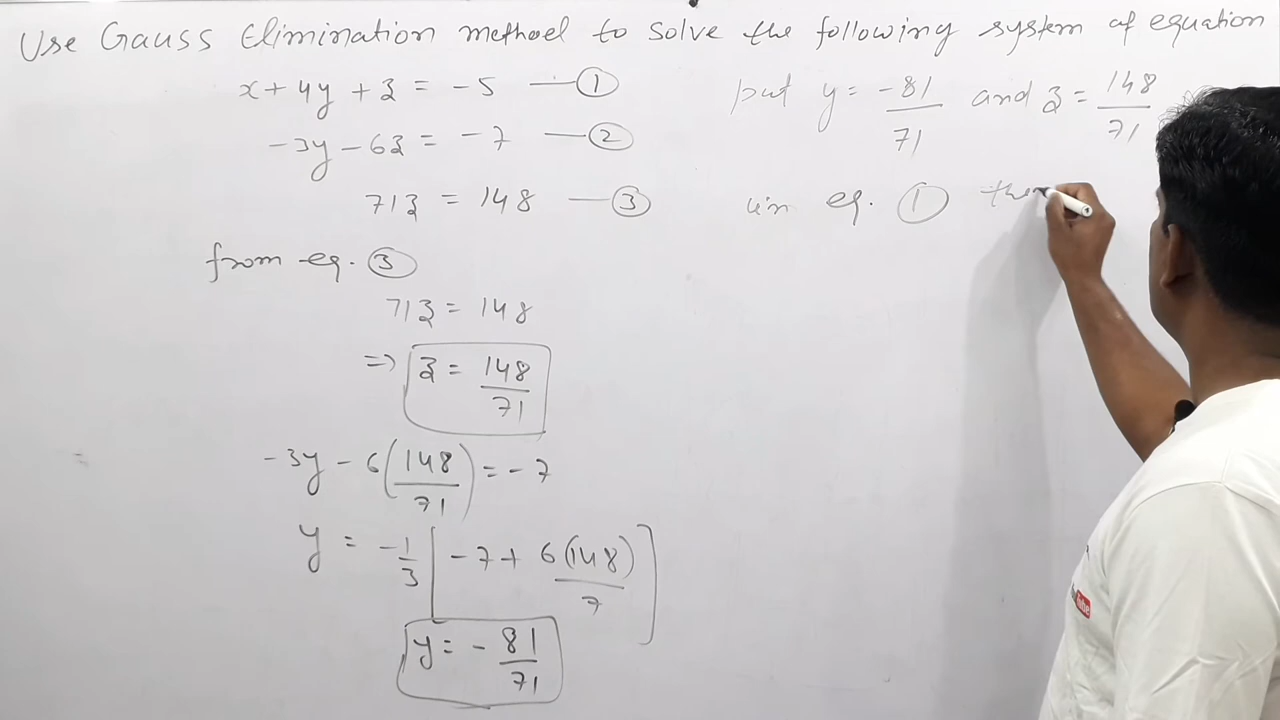 Use Gauss Elimination method to solve the following system of equation
x + 4y + z = -5 — ①
-3y - 6z = -7 — ②
71z = 148 — ③
from eq. ③
71z = 148
=> z = 148/71
-3y - 6(148/71) = -7
y = -1/3 [-7 + 6(148)/7]
y = -81/71
put y = -81/71 and z = 148/71
in eq. ① then